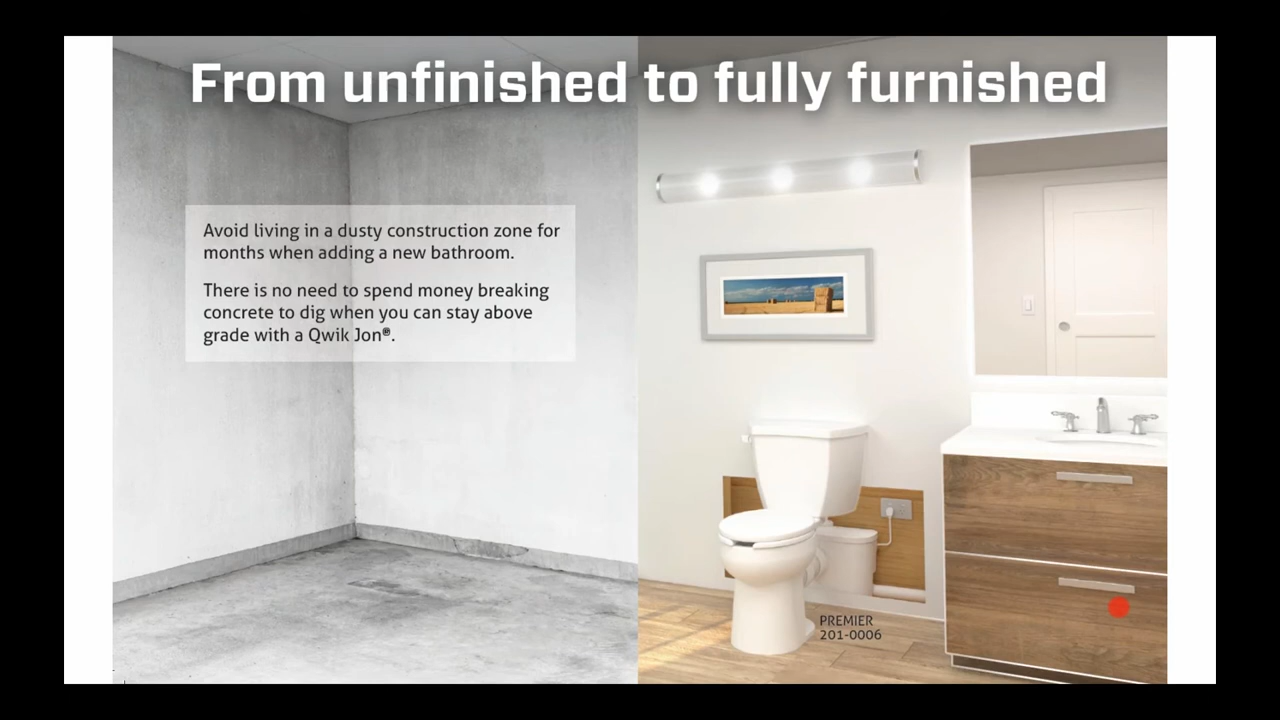 From unfinished to fully furnished
Avoid living in a dusty construction zone for
months when adding a new bathroom.
There is no need to spend money breaking
concrete to dig when you can stay above
grade with a Qwik Jon®.
PREMIER
201-0006